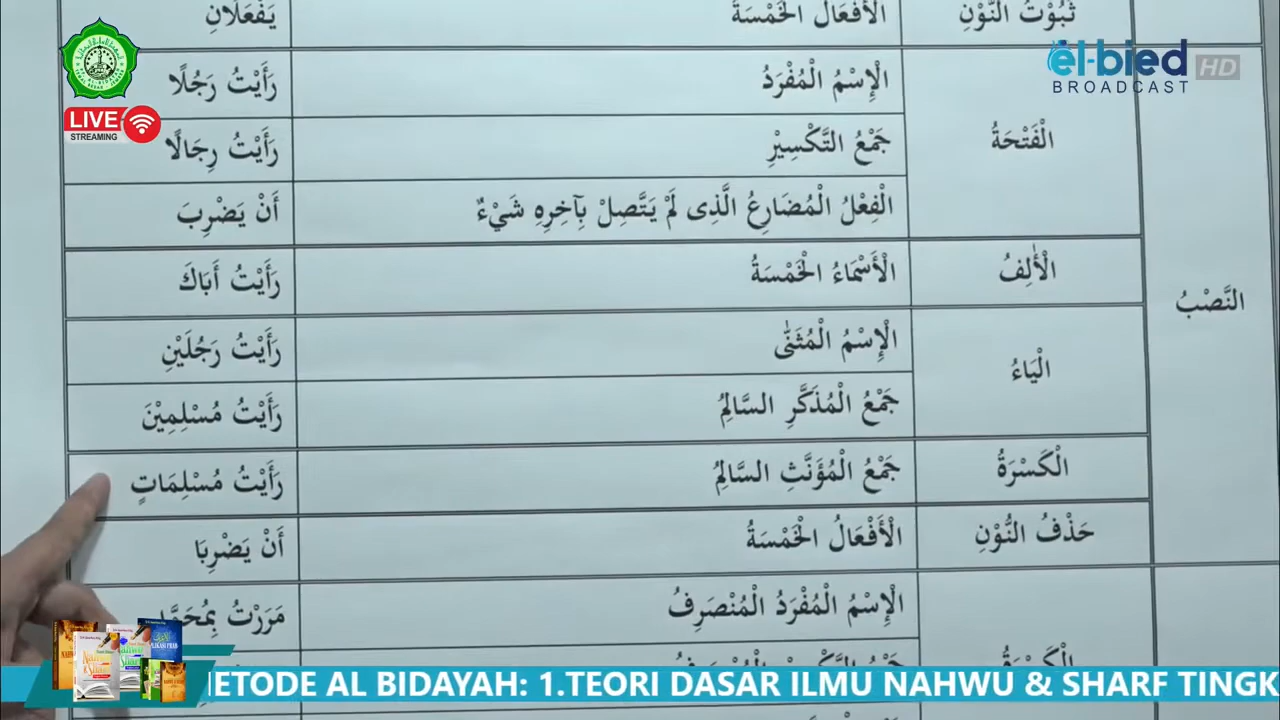 ثُبُوْتُ النُّوْنِ الْأَفْعَالُ الْخَمْسَةُ يَفْعَلَانِ
el-bied HD
BROADCAST
LIVE
STREAMING
النَّصْبُ
الْفَتْحَةُ
الْإِسْمُ الْمُفْرَدُ رَأَيْتُ رَجُلًا
جَمْعُ التَّكْسِيْرِ رَأَيْتُ رِجَالًا
الْفِعْلُ الْمُضَارِعُ الَّذِى لَمْ يَتَّصِلْ بِآخِرِهِ شَيْءٌ أَنْ يَضْرِبَ
الْأَلِفُ الْأَسْمَاءُ الْخَمْسَةُ رَأَيْتُ أَبَاكَ
الْيَاءُ
الْإِسْمُ الْمُثَنَّى رَأَيْتُ رَجُلَيْنِ
جَمْعُ الْمُذَكَّرِ السَّالِمُ رَأَيْتُ مُسْلِمِيْنَ
الْكَسْرَةُ جَمْعُ الْمُؤَنَّثِ السَّالِمُ رَأَيْتُ مُسْلِمَاتٍ
حَذْفُ النُّوْنِ الْأَفْعَالُ الْخَمْسَةُ أَنْ يَضْرِبَا
الْإِسْمُ الْمُفْرَدُ الْمُنْصَرِفُ مَرَرْتُ بِمُحَمَّدٍ
METODE AL BIDAYAH: 1.TEORI DASAR ILMU NAHWU & SHARF TINGK